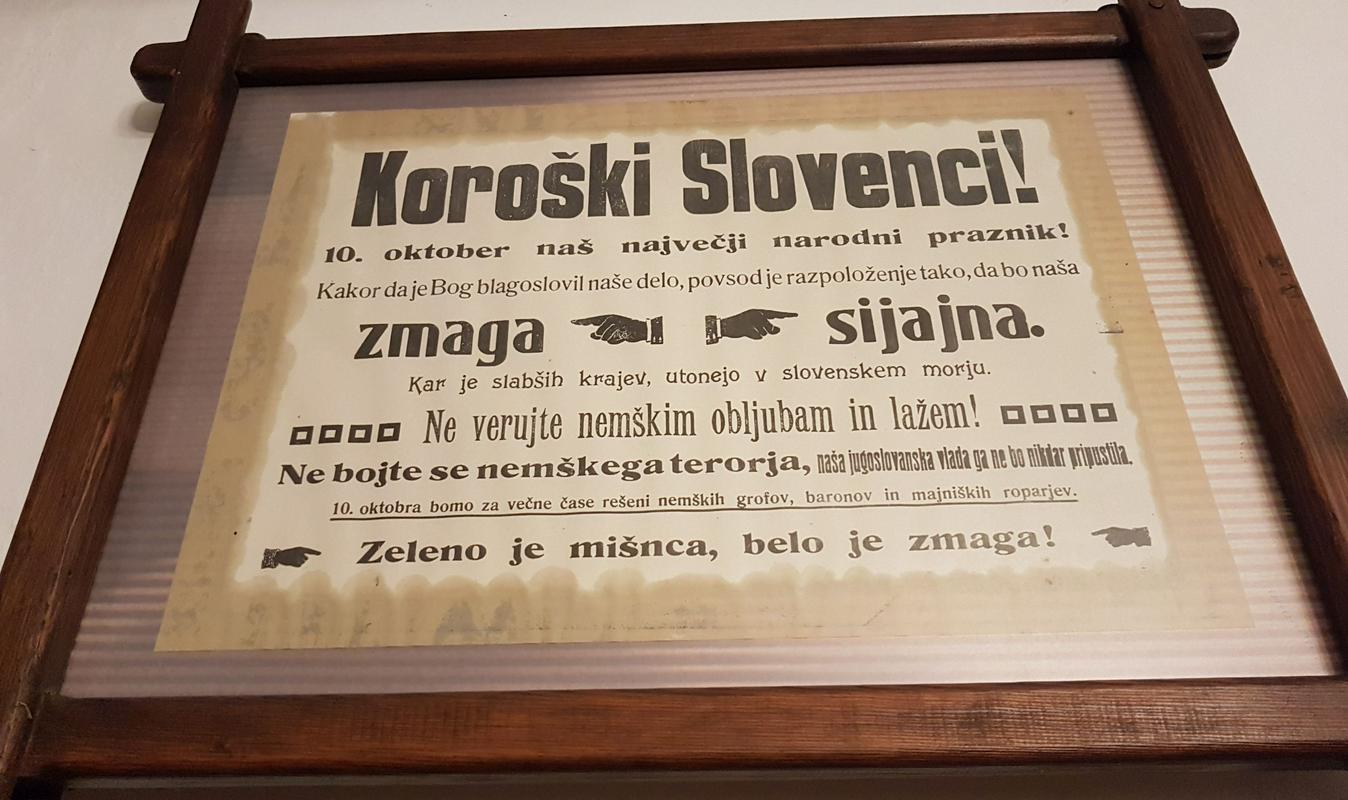 Koroški Slovenci!
10. oktober naš največji narodni praznik!
Kakor da je Bog blagoslovil naše delo, povsod je razpoloženje tako, da bo naša
zmaga sijajna.
Kar je slabših krajev, utonejo v slovenskem morju.
Ne verujte nemškim obljubam in lažem!
Ne bojte se nemškega terorja, naša jugoslovanska vlada ga ne bo nikdar pripustila.
10. oktobra bomo za večne čase rešeni nemških grofov, baronov in majniških roparjev.
Zeleno je mišnca, belo je zmaga!